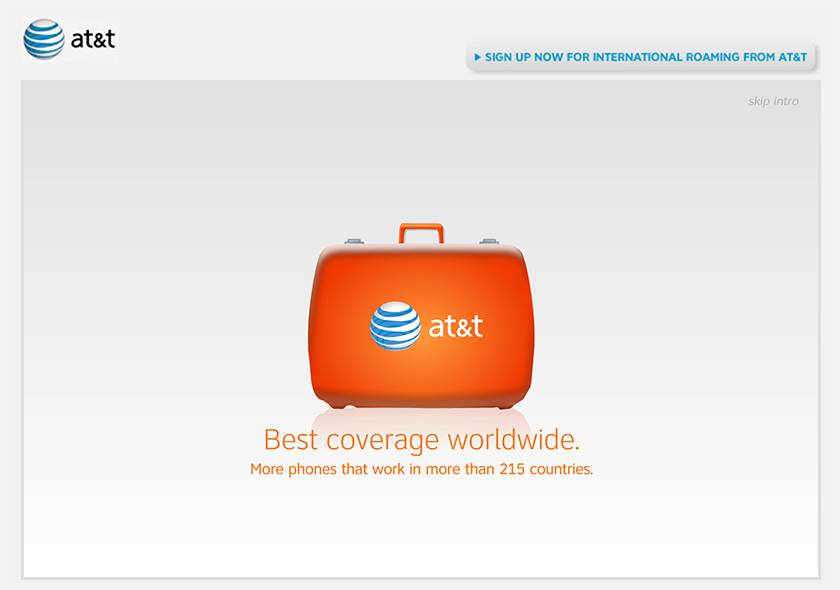 at&t
SIGN UP NOW FOR INTERNATIONAL ROAMING FROM AT&T
skip intro
at&t
Best coverage worldwide.
More phones that work in more than 215 countries.